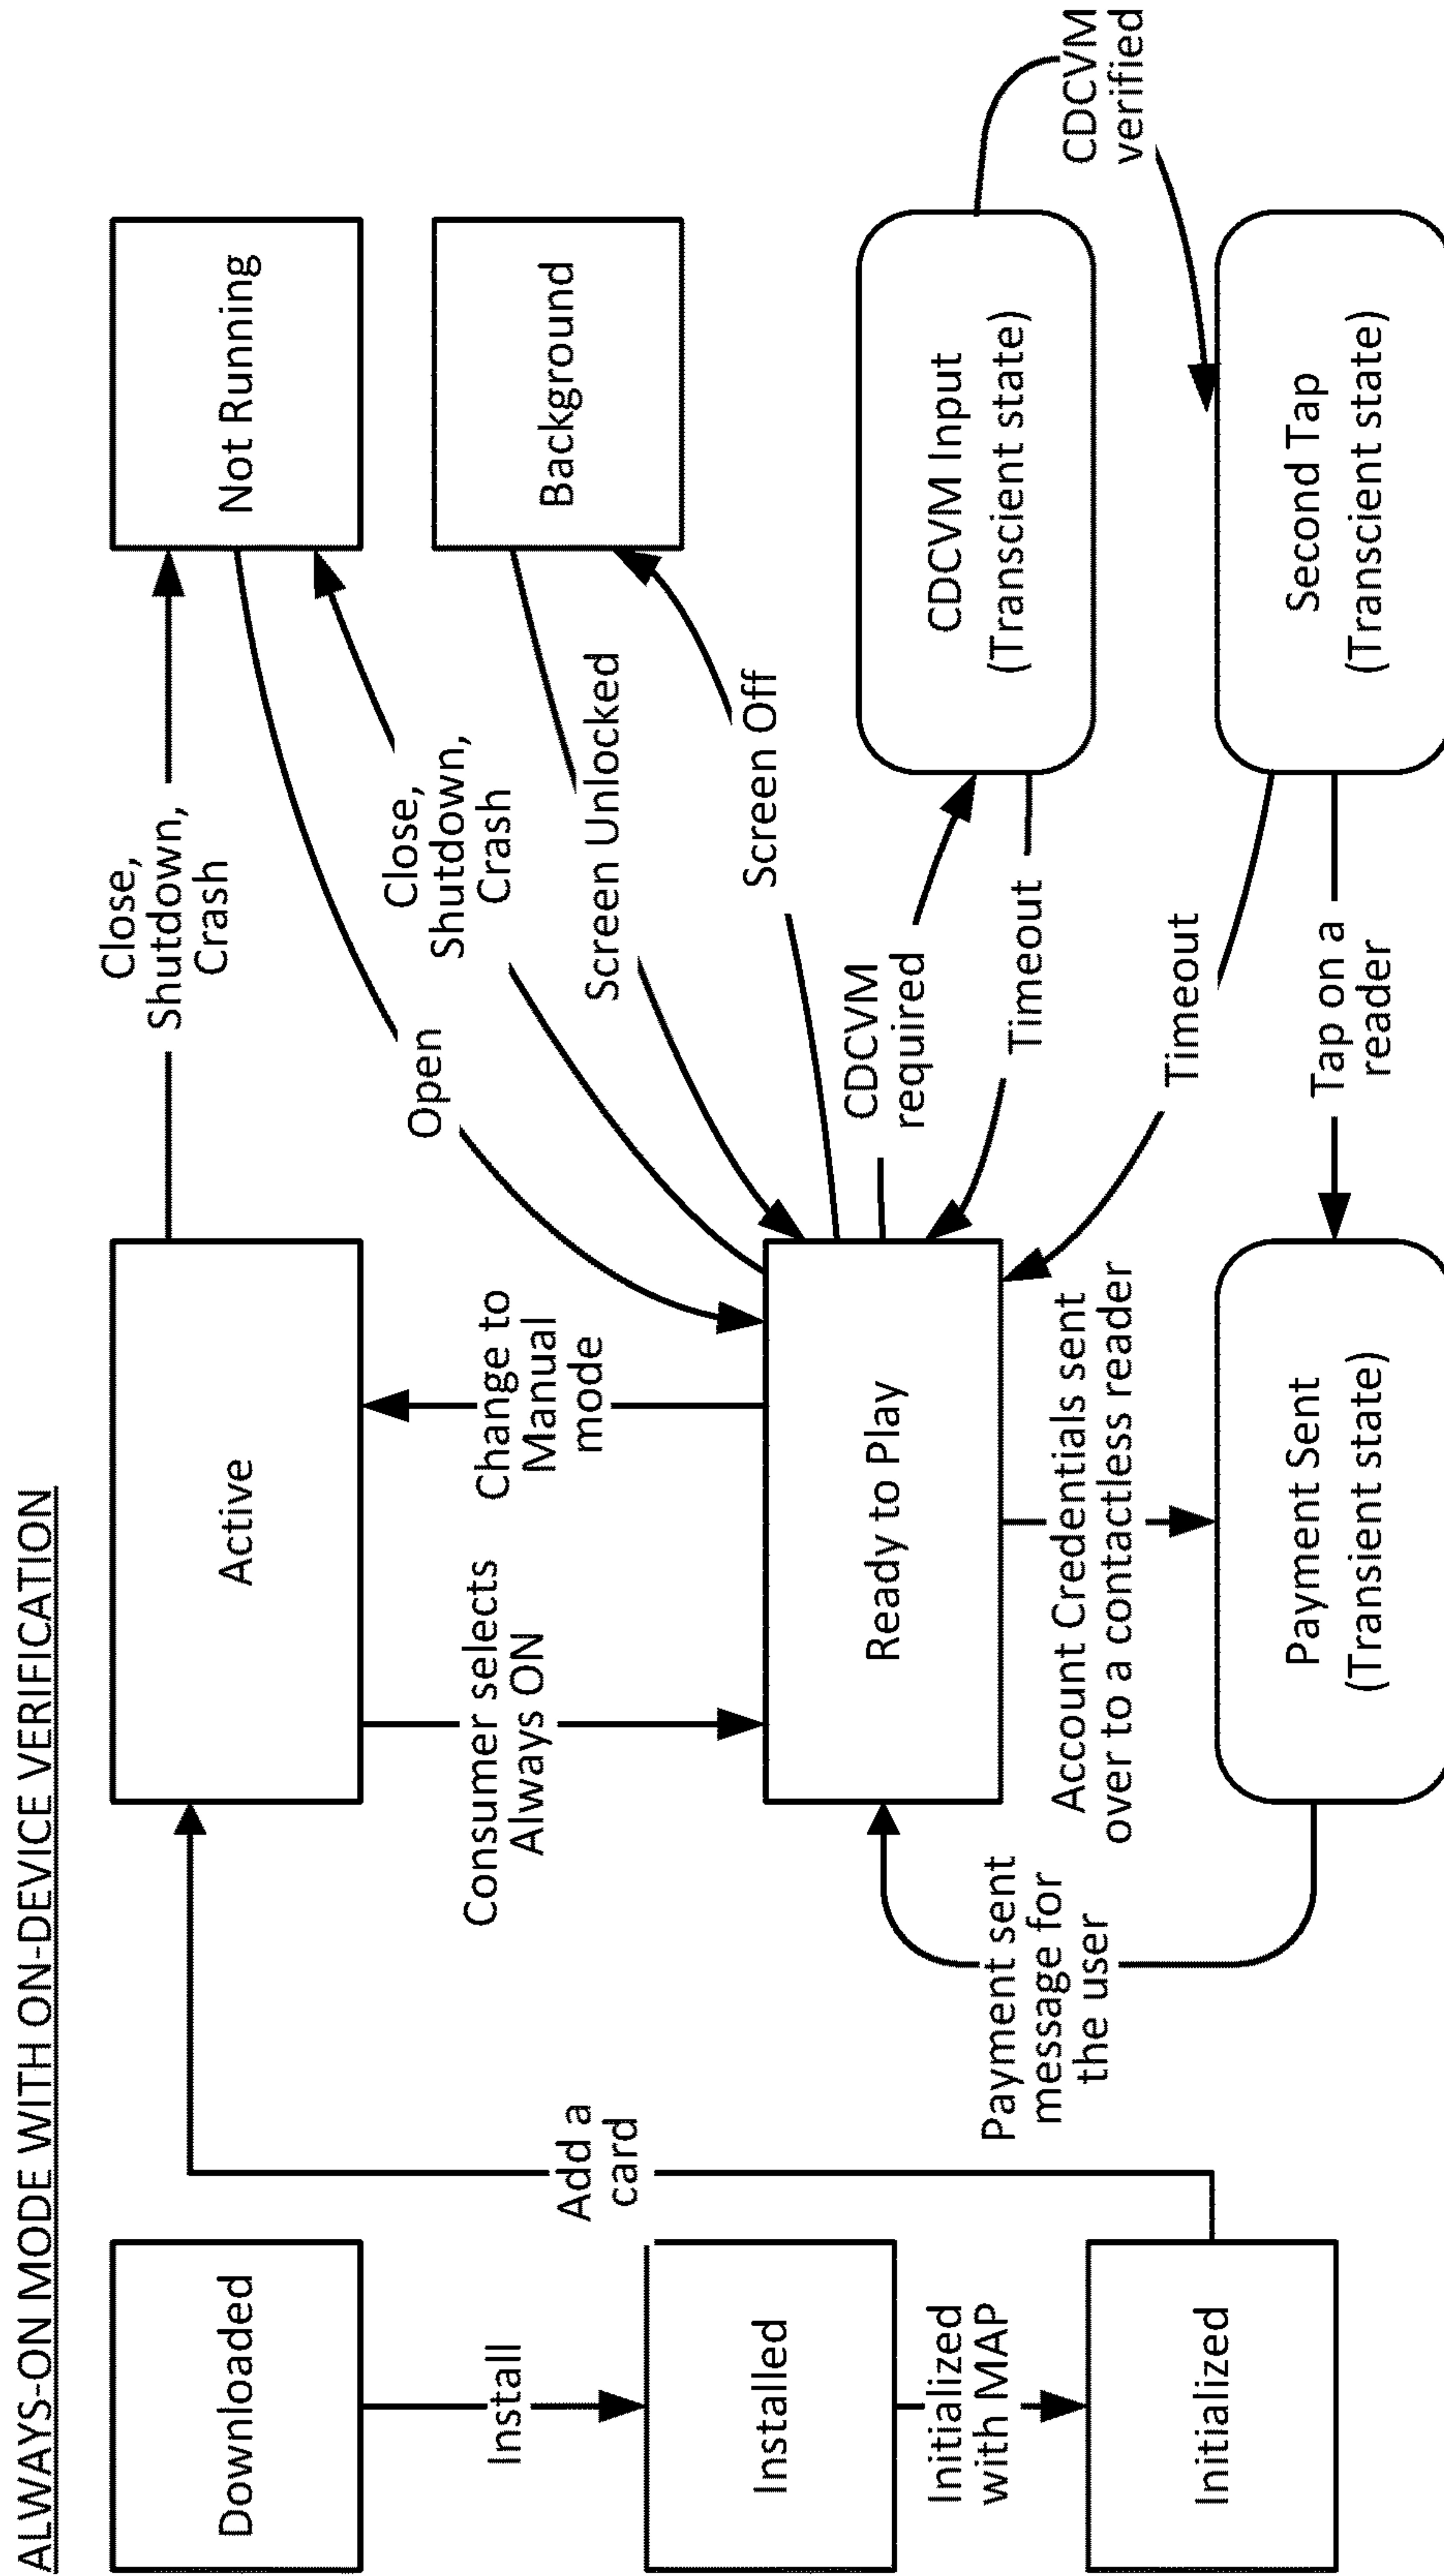 ALWAYS-ON MODE WITH ON-DEVICE VERIFICATION
Downloaded
Install
Installed
Initialized
with MAP
Initialized
Add a
card
Active
Close,
Shutdown,
Crash
Not Running
Consumer selects
Always ON
Change to
Manual
mode
Open
Close,
Shutdown,
Crash
Screen Unlocked
Background
Screen Off
Ready to Play
CDCVM
required
Timeout
CDCVM Input
(Transcient state)
CDCVM
verified
Payment sent
message for
the user
Account Credentials sent
over to a contactless reader
Timeout
Payment Sent
(Transient state)
Tap on a
reader
Second Tap
(Transcient state)